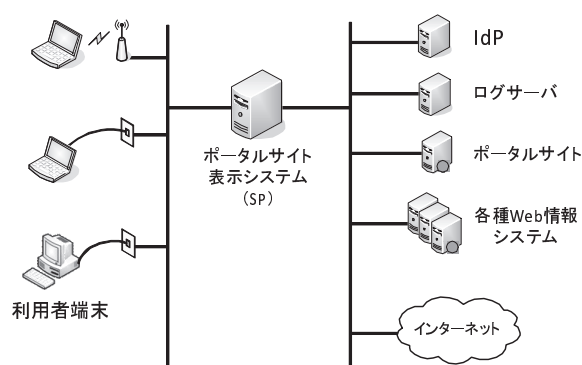 IdP
ログサーバ
ポータルサイト
表示システム
（SP）
ポータルサイト
各種Web情報
システム
利用者端末
インターネット